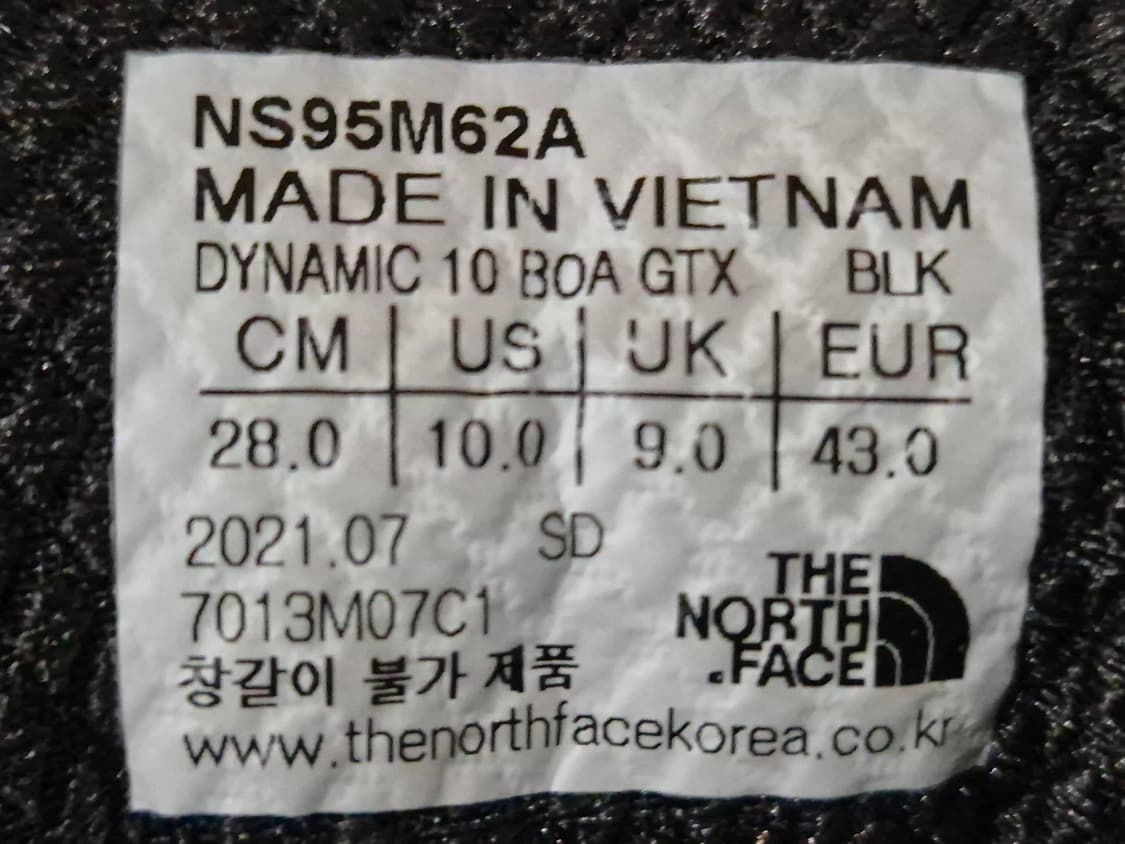 NS95M62A
MADE IN VIETNAM
DYNAMIC 10 BOA GTX BLK
CM US UK EUR
28.0 10.0 9.0 43.0
2021.07 SD
7013M07C1
창갈이 불가 제품
THE
NORTH
FACE
www.thenorthfacekorea.co.kr